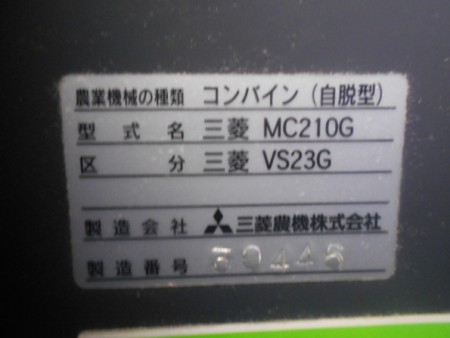 農業機械の種類 コンバイン（自脱型）
型式名 三菱 MC210G
区分 三菱 VS23G
製造会社 三菱農機株式会社
製造番号 30446